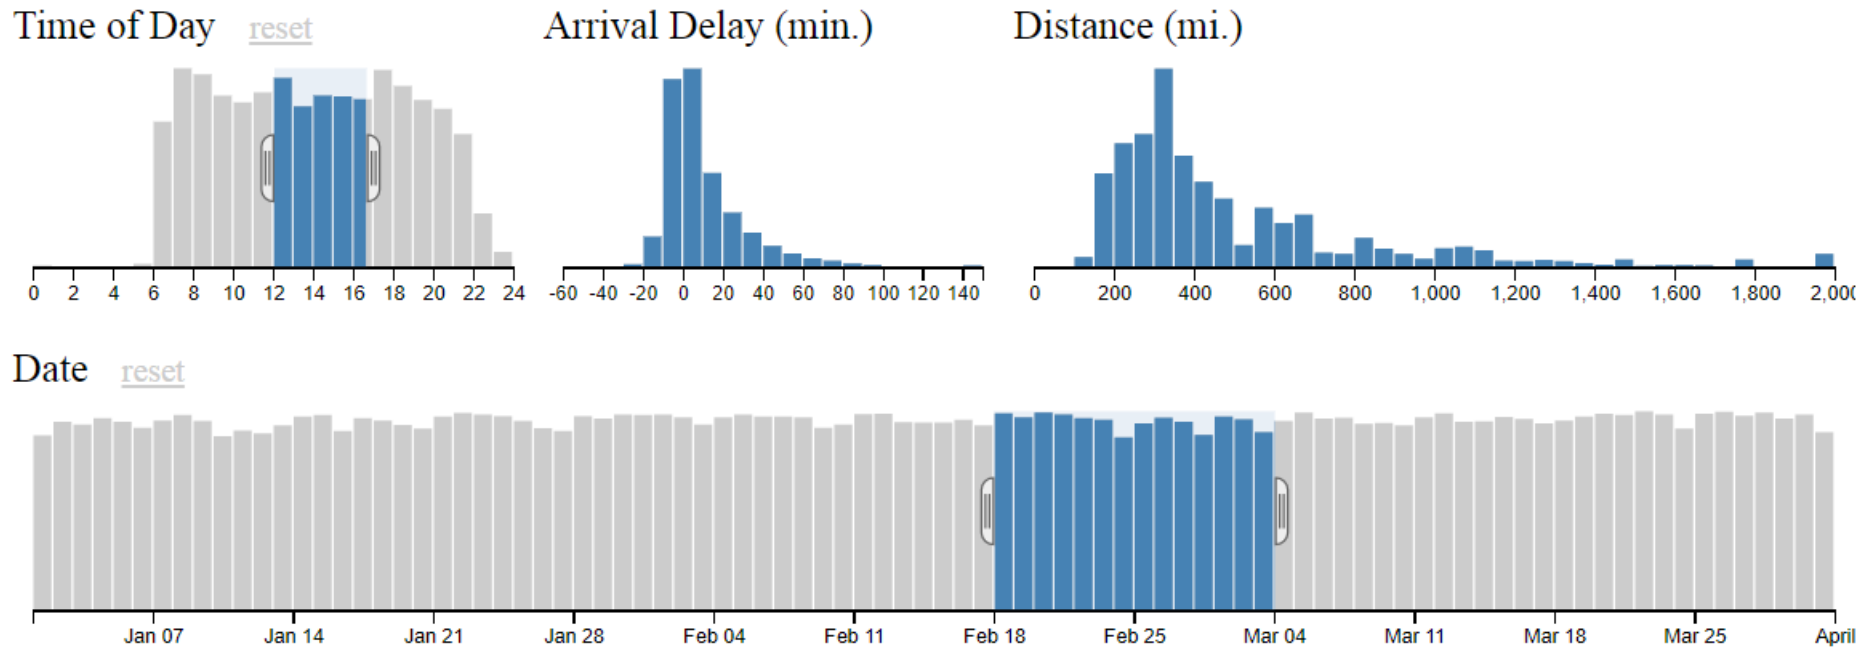 Time of Day reset
Arrival Delay (min.)
Distance (mi.)
0 2 4 6 8 10 12 14 16 18 20 22 24
-60 -40 -20 0 20 40 60 80 100 120 140
0 200 400 600 800 1,000 1,200 1,400 1,600 1,800 2,00
Date reset
Jan 07 Jan 14 Jan 21 Jan 28 Feb 04 Feb 11 Feb 18 Feb 25 Mar 04 Mar 11 Mar 18 Mar 25 April